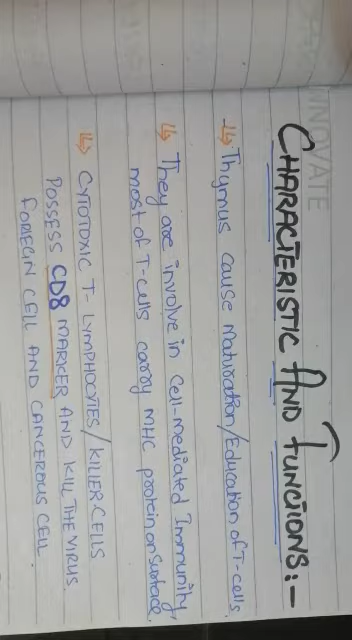 INNOVATE
CHARACTERISTIC AND FUNCTIONS:-
↳ Thymus cause maturation/Education of T-cells.
↳ They are involve in cell-mediated Immunity,
most of T-cells carry MHC protein on surface.
↳ CYTOTOXIC T-LYMPHOCYTES/KILLER CELLS
POSSESS CD8 MARKER AND KILL THE VIRUS
FOREIGN CELL AND CANCEROUS CELL.